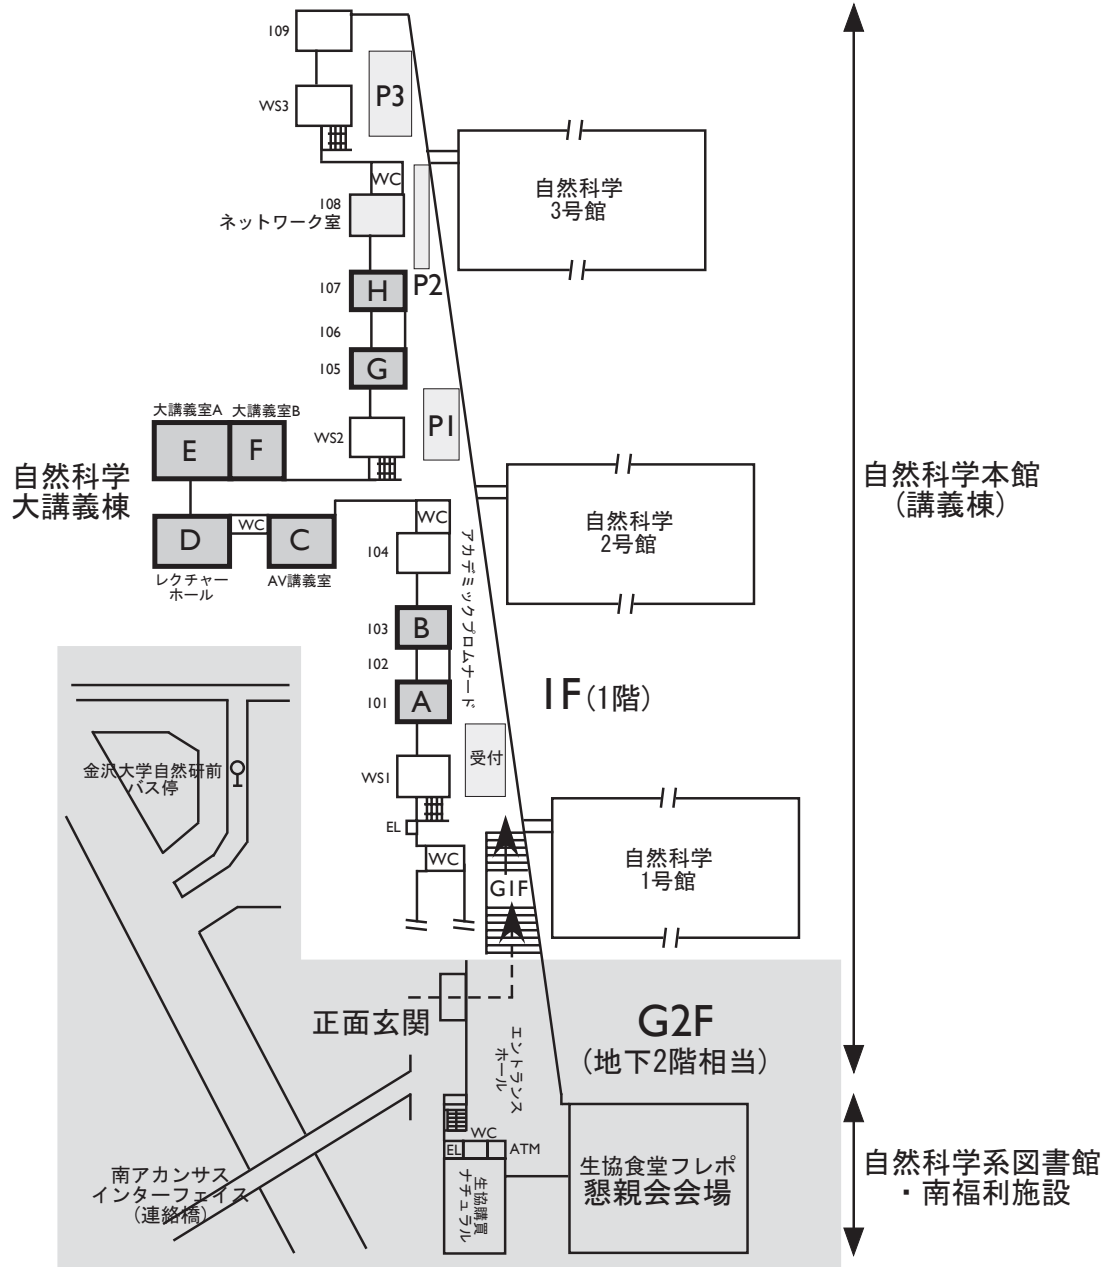 109
P3
WS3
WC
自然科学
3号館
108
ネットワーク室
H
107
P2
106
105
G
大講義室A
大講義室B
P1
WS2
E
F
自然科学
大講義棟
自然科学本館
(講義棟)
WC
D
WC
C
自然科学
2号館
104
アカデミックプロムナード
レクチャー
ホール
AV講義室
103
B
102
101
A
1F(1階)
受付
金沢大学自然研前
バス停
WS1
EL
WC
G1F
自然科学
1号館
正面玄関
G2F
(地下2階相当)
エントランス
ホール
WC
EL
ATM
南アカンサス
インターフェイス
(連絡橋)
生協購買
ナチュラル
生協食堂フレポ
懇親会会場
自然科学系図書館
・南福利施設